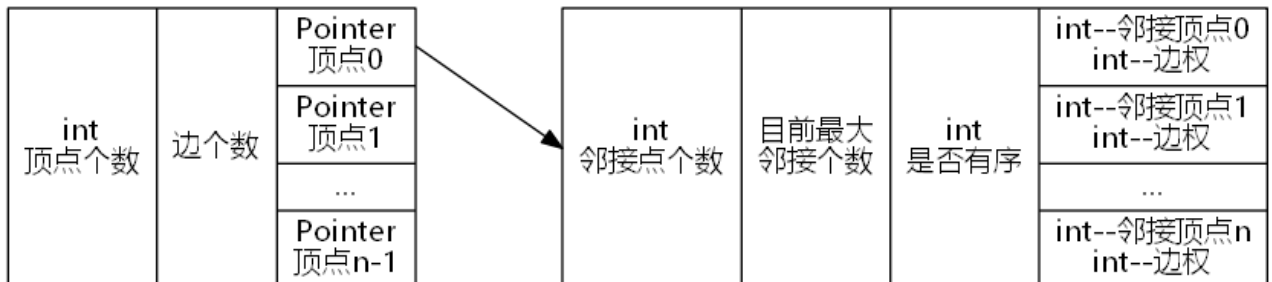 int
顶点个数
边个数
Pointer
顶点0
Pointer
顶点1
...
Pointer
顶点n-1
int
邻接点个数
目前最大
邻接个数
int
是否有序
int--邻接顶点0
int--边权
int--邻接顶点1
int--边权
...
int--邻接顶点n
int--边权